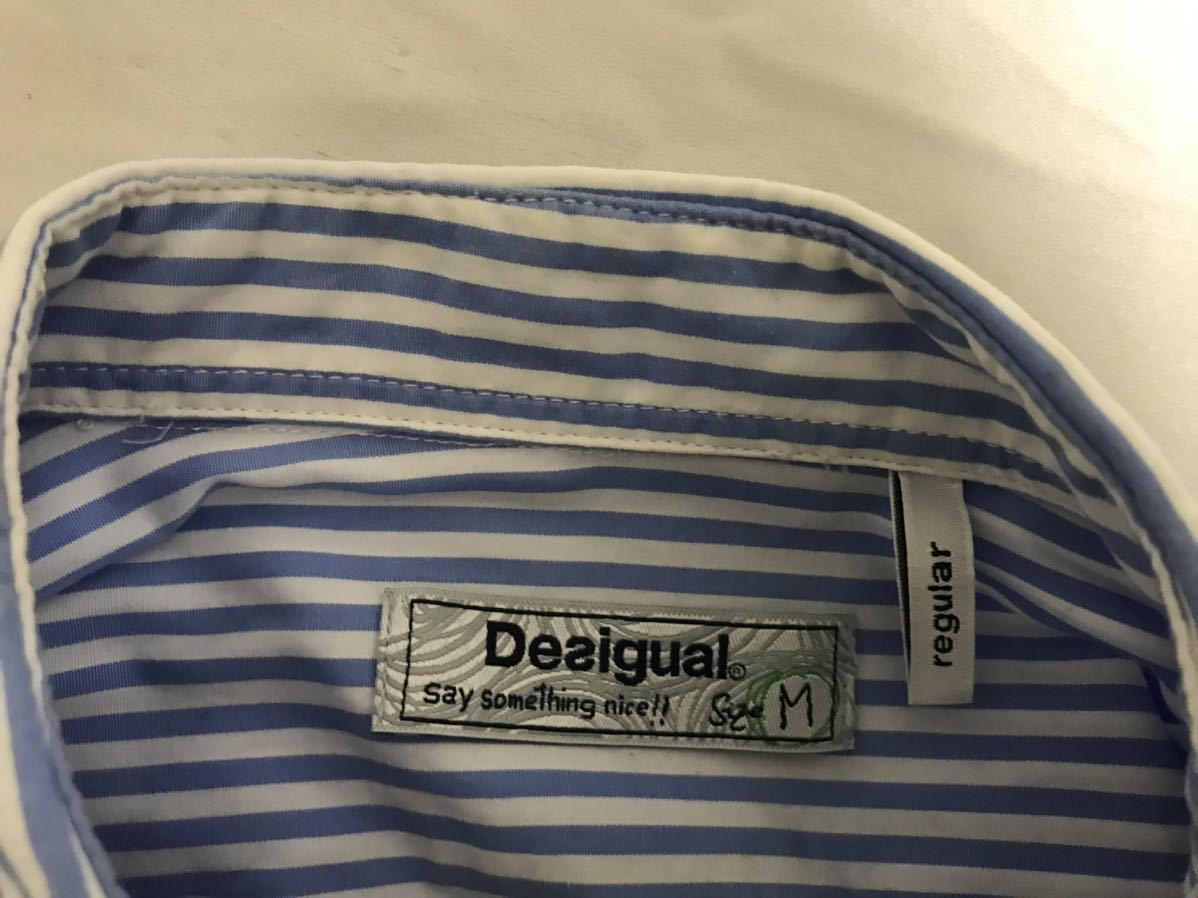 Desigual®
say something nice!! Size M
regular